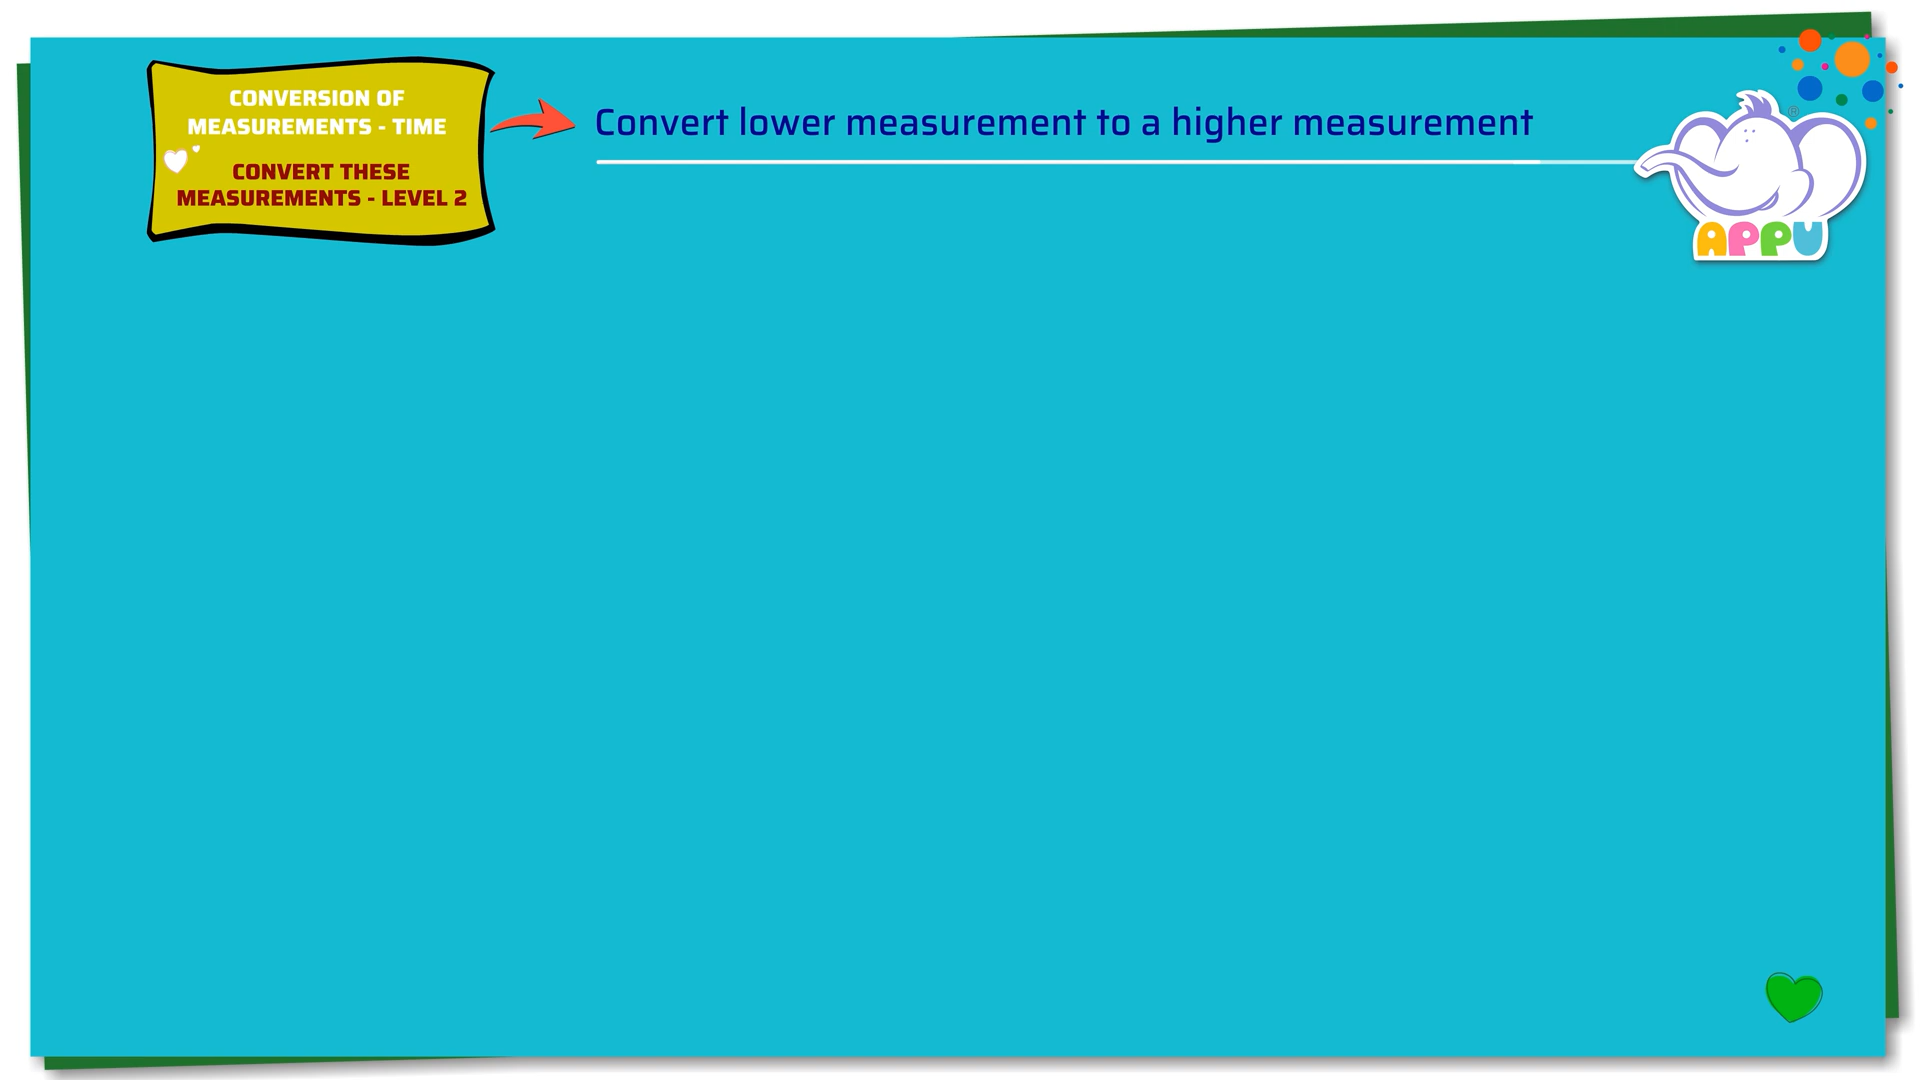 CONVERSION OF
MEASUREMENTS - TIME
CONVERT THESE
MEASUREMENTS - LEVEL 2
Convert lower measurement to a higher measurement
®
APPU